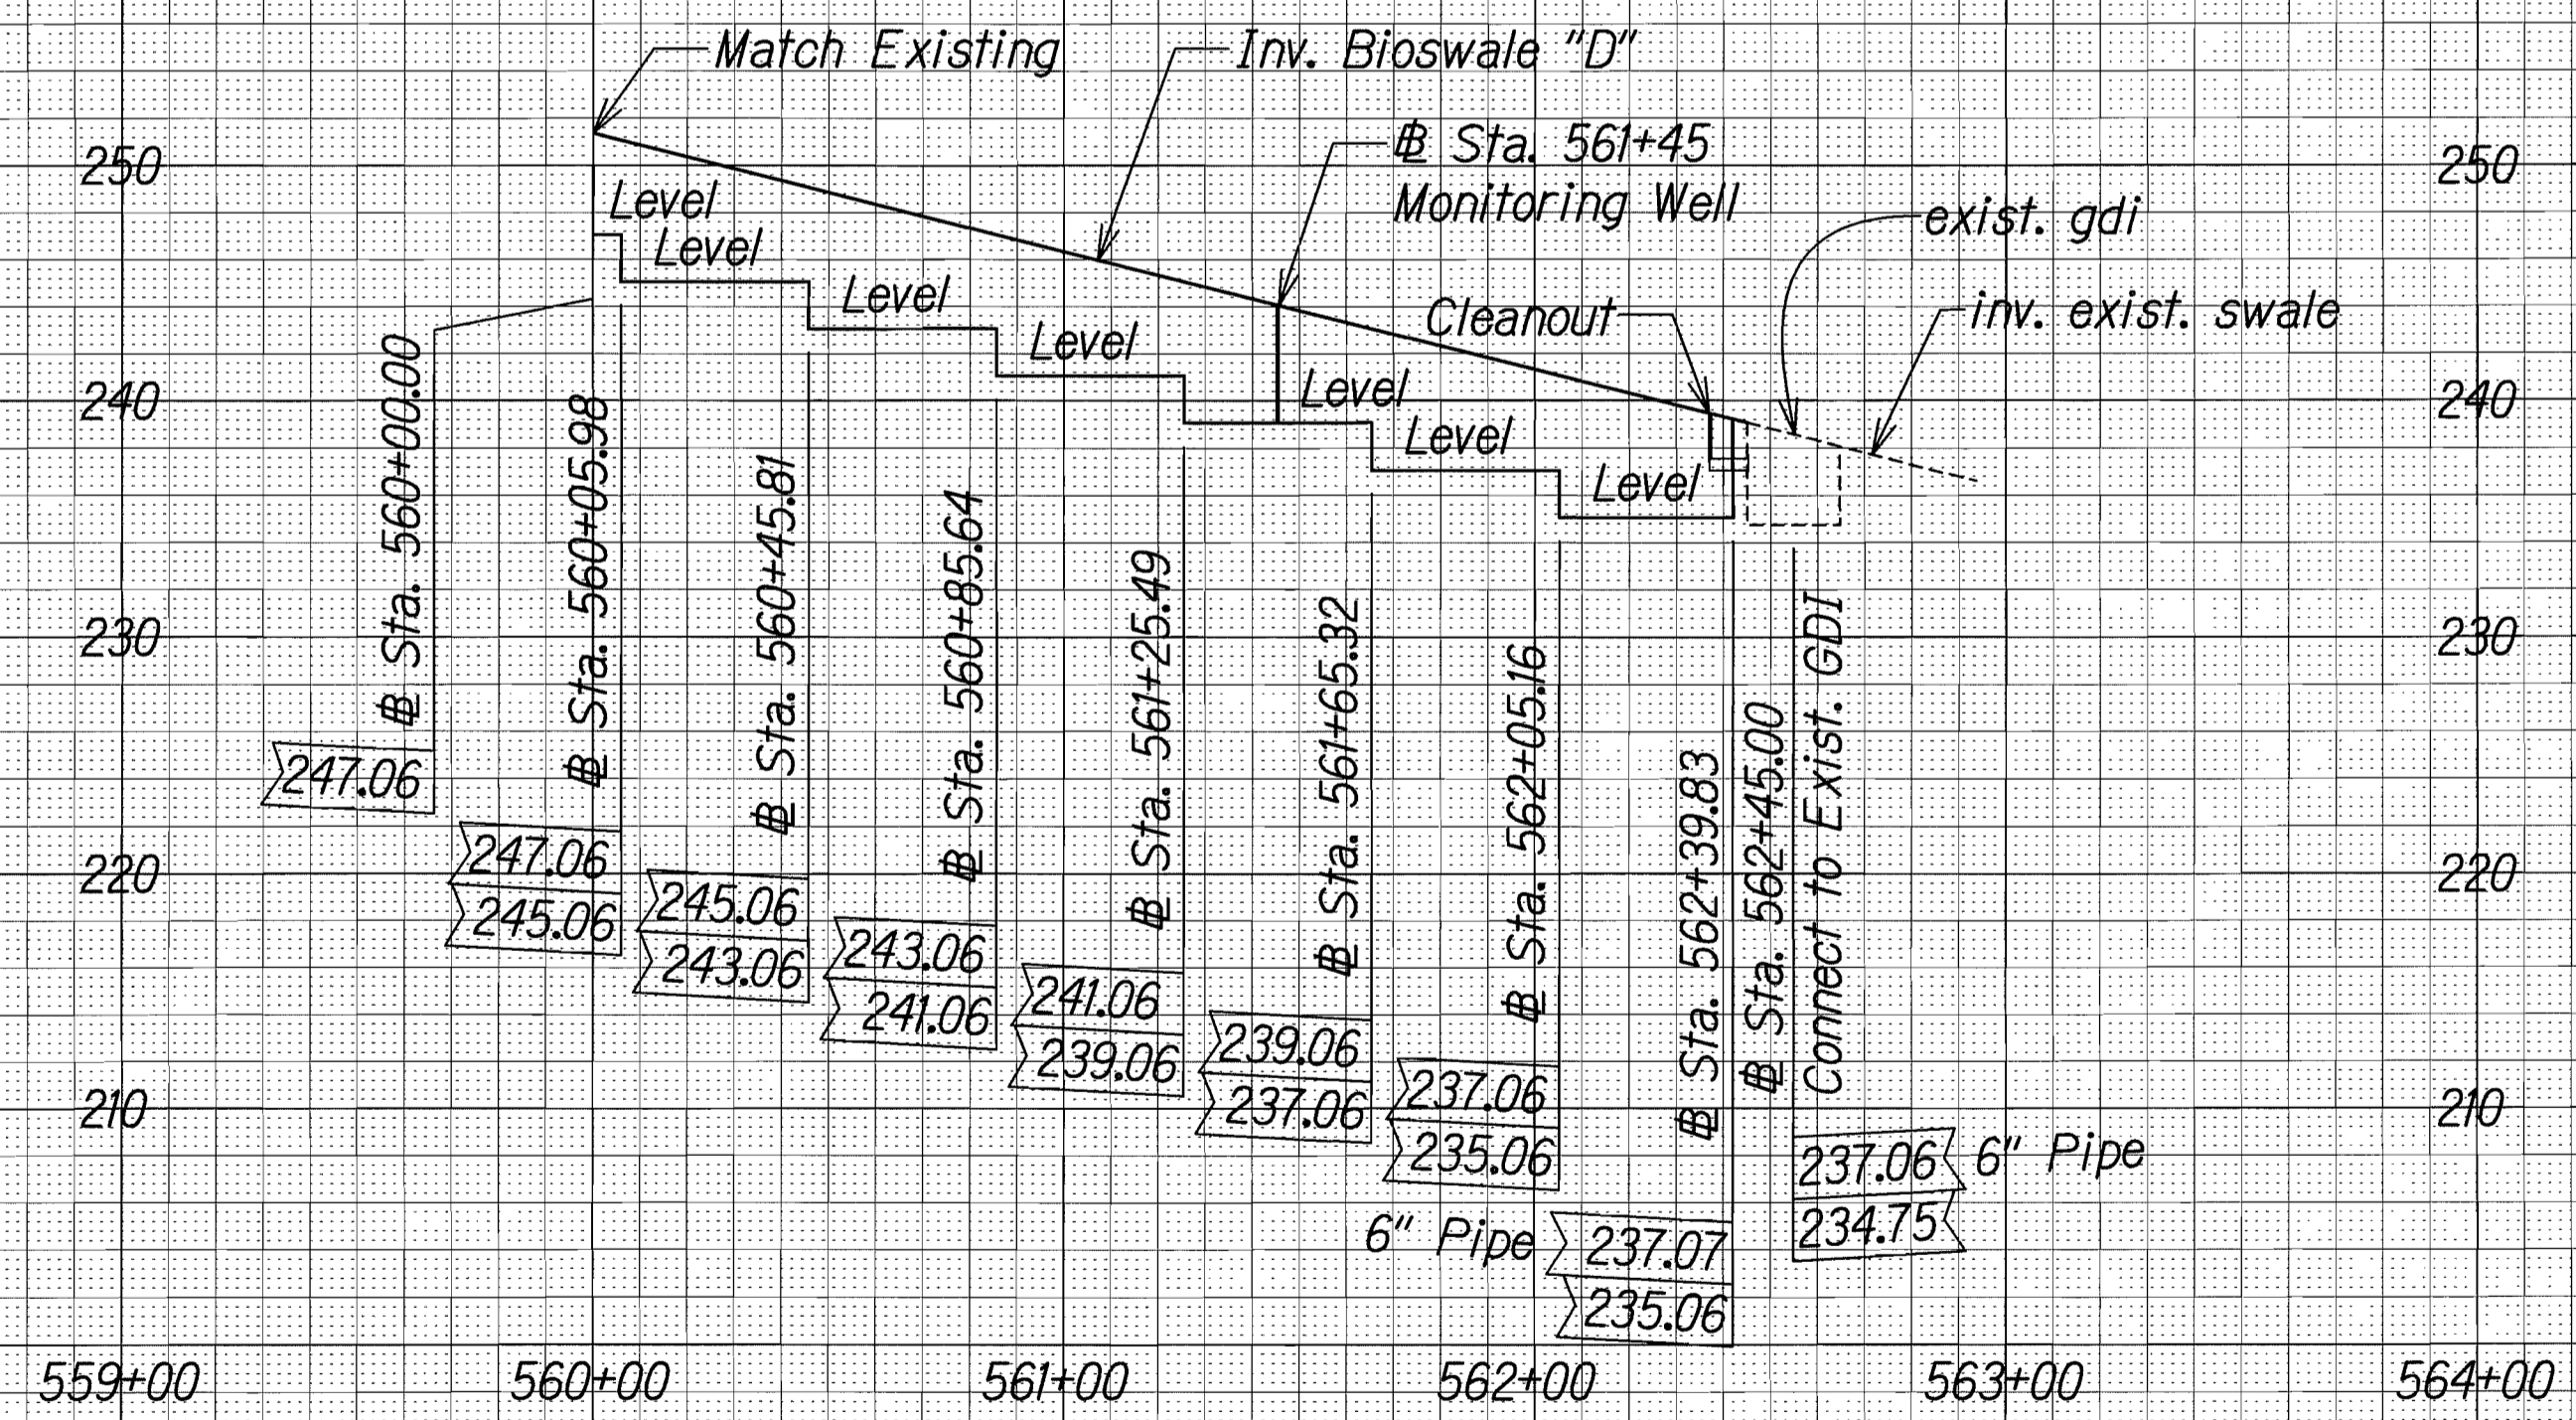 Match Existing
Inv. Bioswale "D"
℔ Sta. 561+45
Monitoring Well
exist. gdi
inv. exist. swale
Cleanout
250
250
Level
Level
Level
Level
Level
Level
Level
240
240
230
230
220
220
210
210
℔ Sta. 560+00.00
247.06
℔ Sta. 560+05.98
247.06
245.06
℔ Sta. 560+45.81
245.06
243.06
℔ Sta. 560+85.64
243.06
241.06
℔ Sta. 561+25.49
241.06
239.06
℔ Sta. 561+65.32
239.06
237.06
℔ Sta. 562+05.16
237.06
235.06
℔ Sta. 562+39.83
6" Pipe 237.07
235.06
℔ Sta. 562+45.00
Connect to Exist. GDI
237.06 6" Pipe
234.75
559+00
560+00
561+00
562+00
563+00
564+00